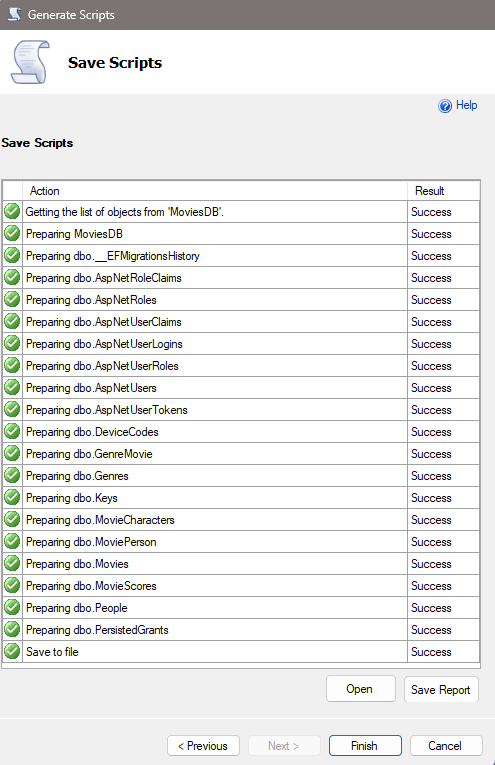 Generate Scripts
Save Scripts
Help
Save Scripts
Action Result
Getting the list of objects from 'MoviesDB'. Success
Preparing MoviesDB Success
Preparing dbo.__EFMigrationsHistory Success
Preparing dbo.AspNetRoleClaims Success
Preparing dbo.AspNetRoles Success
Preparing dbo.AspNetUserClaims Success
Preparing dbo.AspNetUserLogins Success
Preparing dbo.AspNetUserRoles Success
Preparing dbo.AspNetUsers Success
Preparing dbo.AspNetUserTokens Success
Preparing dbo.DeviceCodes Success
Preparing dbo.GenreMovie Success
Preparing dbo.Genres Success
Preparing dbo.Keys Success
Preparing dbo.MovieCharacters Success
Preparing dbo.MoviePerson Success
Preparing dbo.Movies Success
Preparing dbo.MovieScores Success
Preparing dbo.People Success
Preparing dbo.PersistedGrants Success
Save to file Success
Open Save Report
< Previous Next > Finish Cancel